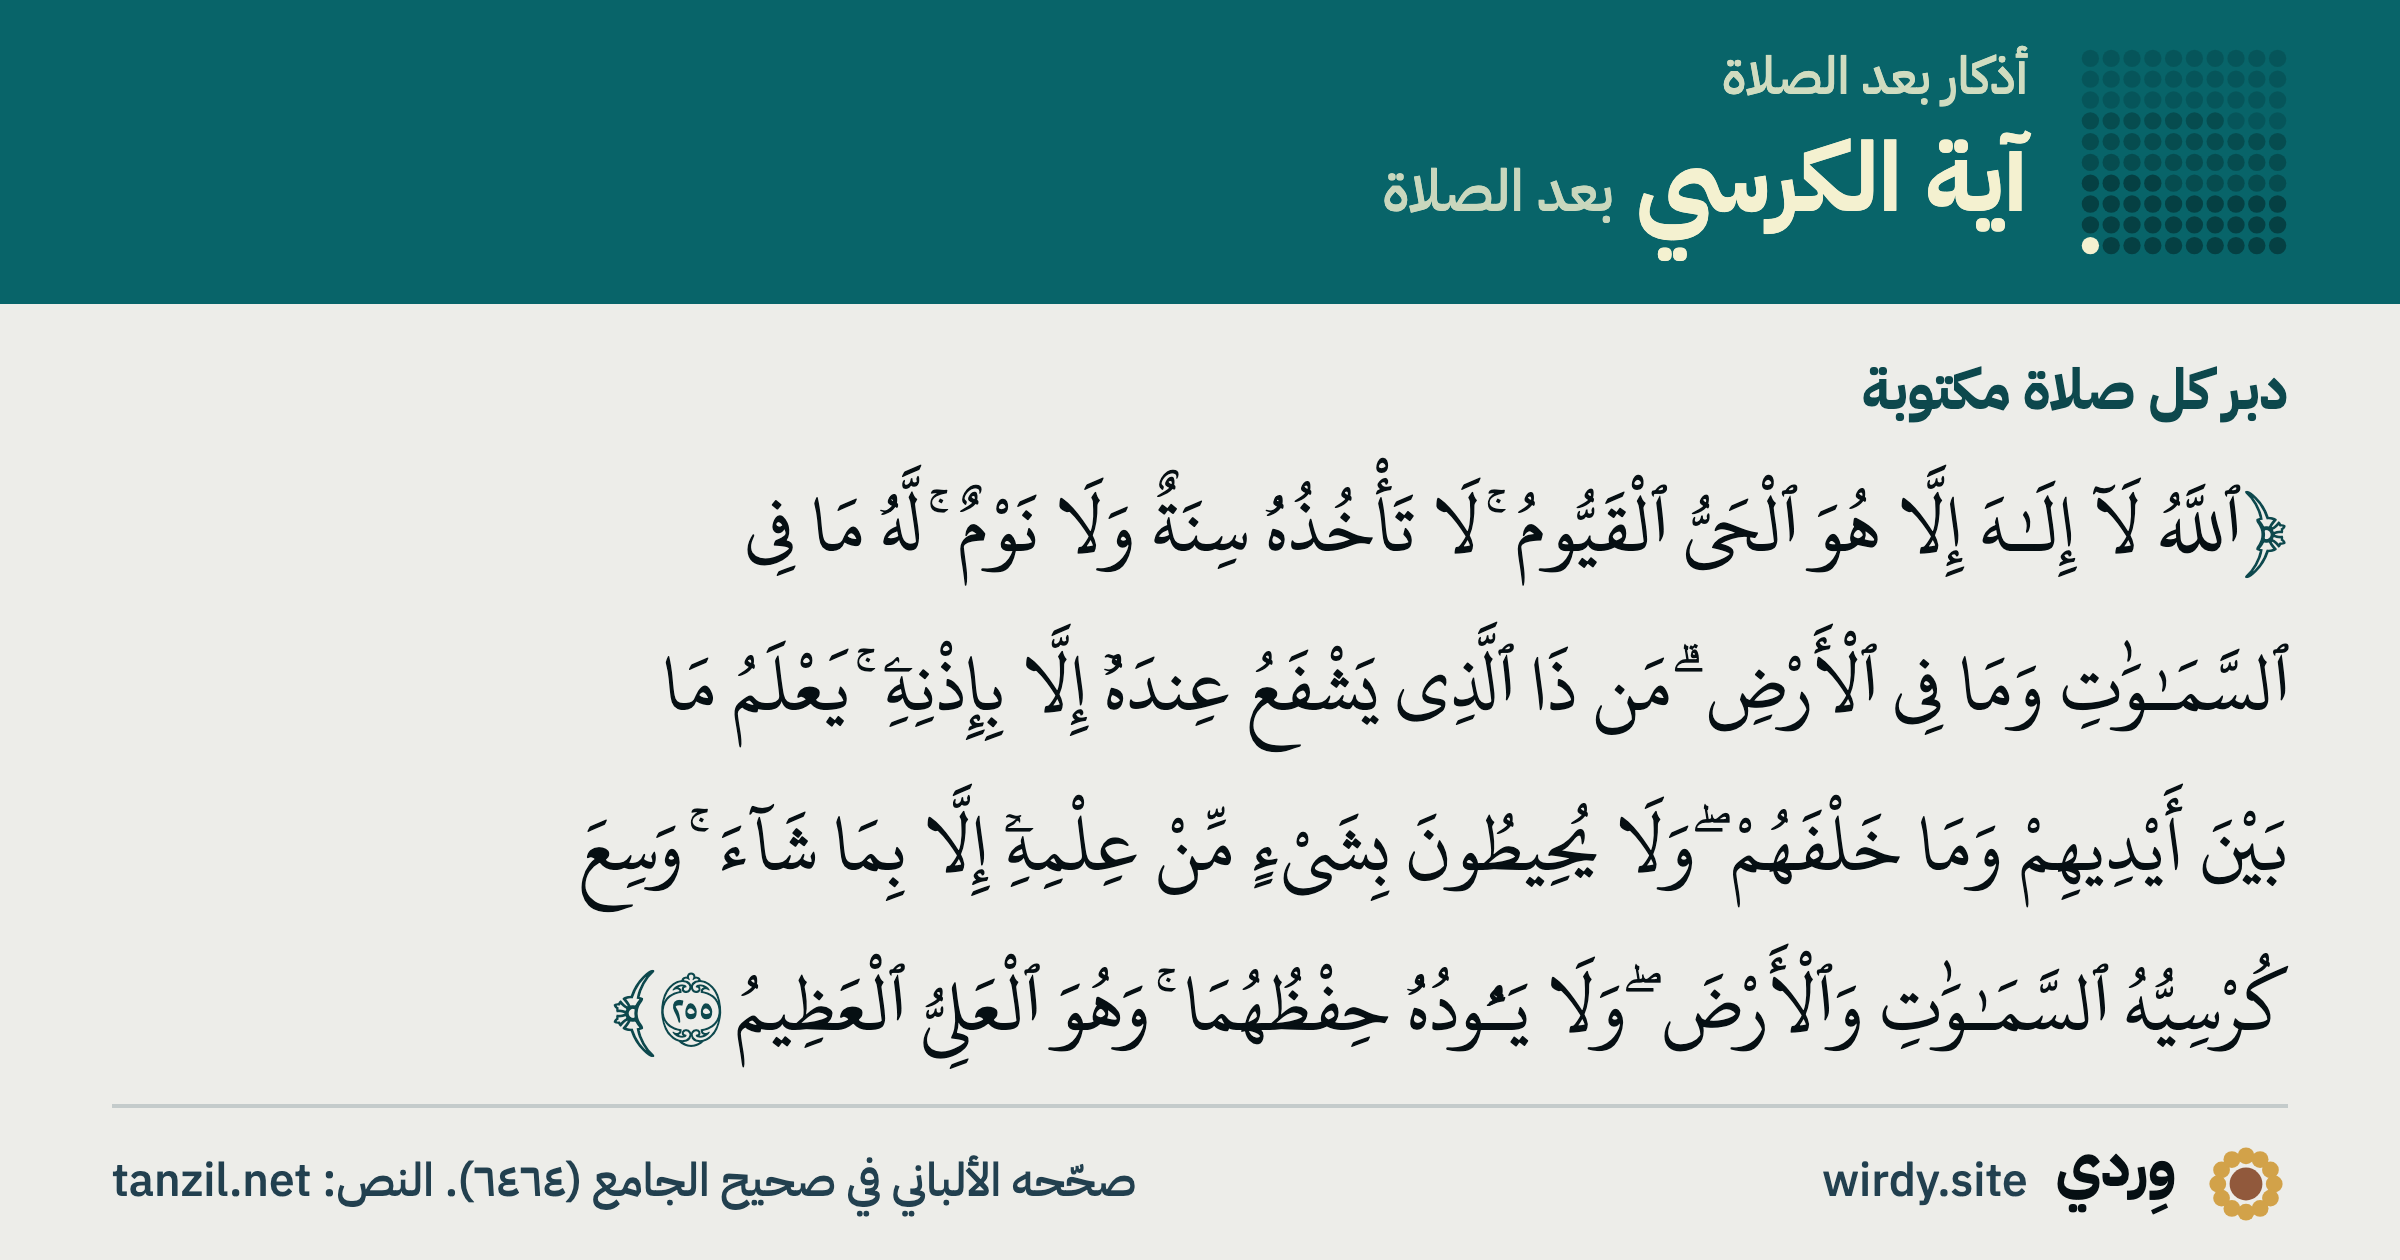 أذكار بعد الصلاة
آية الكرسي بعد الصلاة
دبر كل صلاة مكتوبة
﴿ٱللَّهُ لَآ إِلَـٰهَ إِلَّا هُوَ ٱلْحَىُّ ٱلْقَيُّومُ ۚ لَا تَأْخُذُهُۥ سِنَةٌ وَلَا نَوْمٌ ۚ لَّهُۥ مَا فِى
ٱلسَّمَـٰوَٰتِ وَمَا فِى ٱلْأَرْضِ ۗ مَن ذَا ٱلَّذِى يَشْفَعُ عِندَهُۥٓ إِلَّا بِإِذْنِهِۦ ۚ يَعْلَمُ مَا
بَيْنَ أَيْدِيهِمْ وَمَا خَلْفَهُمْ ۖ وَلَا يُحِيطُونَ بِشَىْءٍ مِّنْ عِلْمِهِۦٓ إِلَّا بِمَا شَآءَ ۚ وَسِعَ
كُرْسِيُّهُ ٱلسَّمَـٰوَٰتِ وَٱلْأَرْضَ ۖ وَلَا يَـُٔودُهُۥ حِفْظُهُمَا ۚ وَهُوَ ٱلْعَلِىُّ ٱلْعَظِيمُ ٢٥٥﴾
وِردي wirdy.site
صحّحه الألباني في صحيح الجامع (٦٤٦٤). النص: tanzil.net